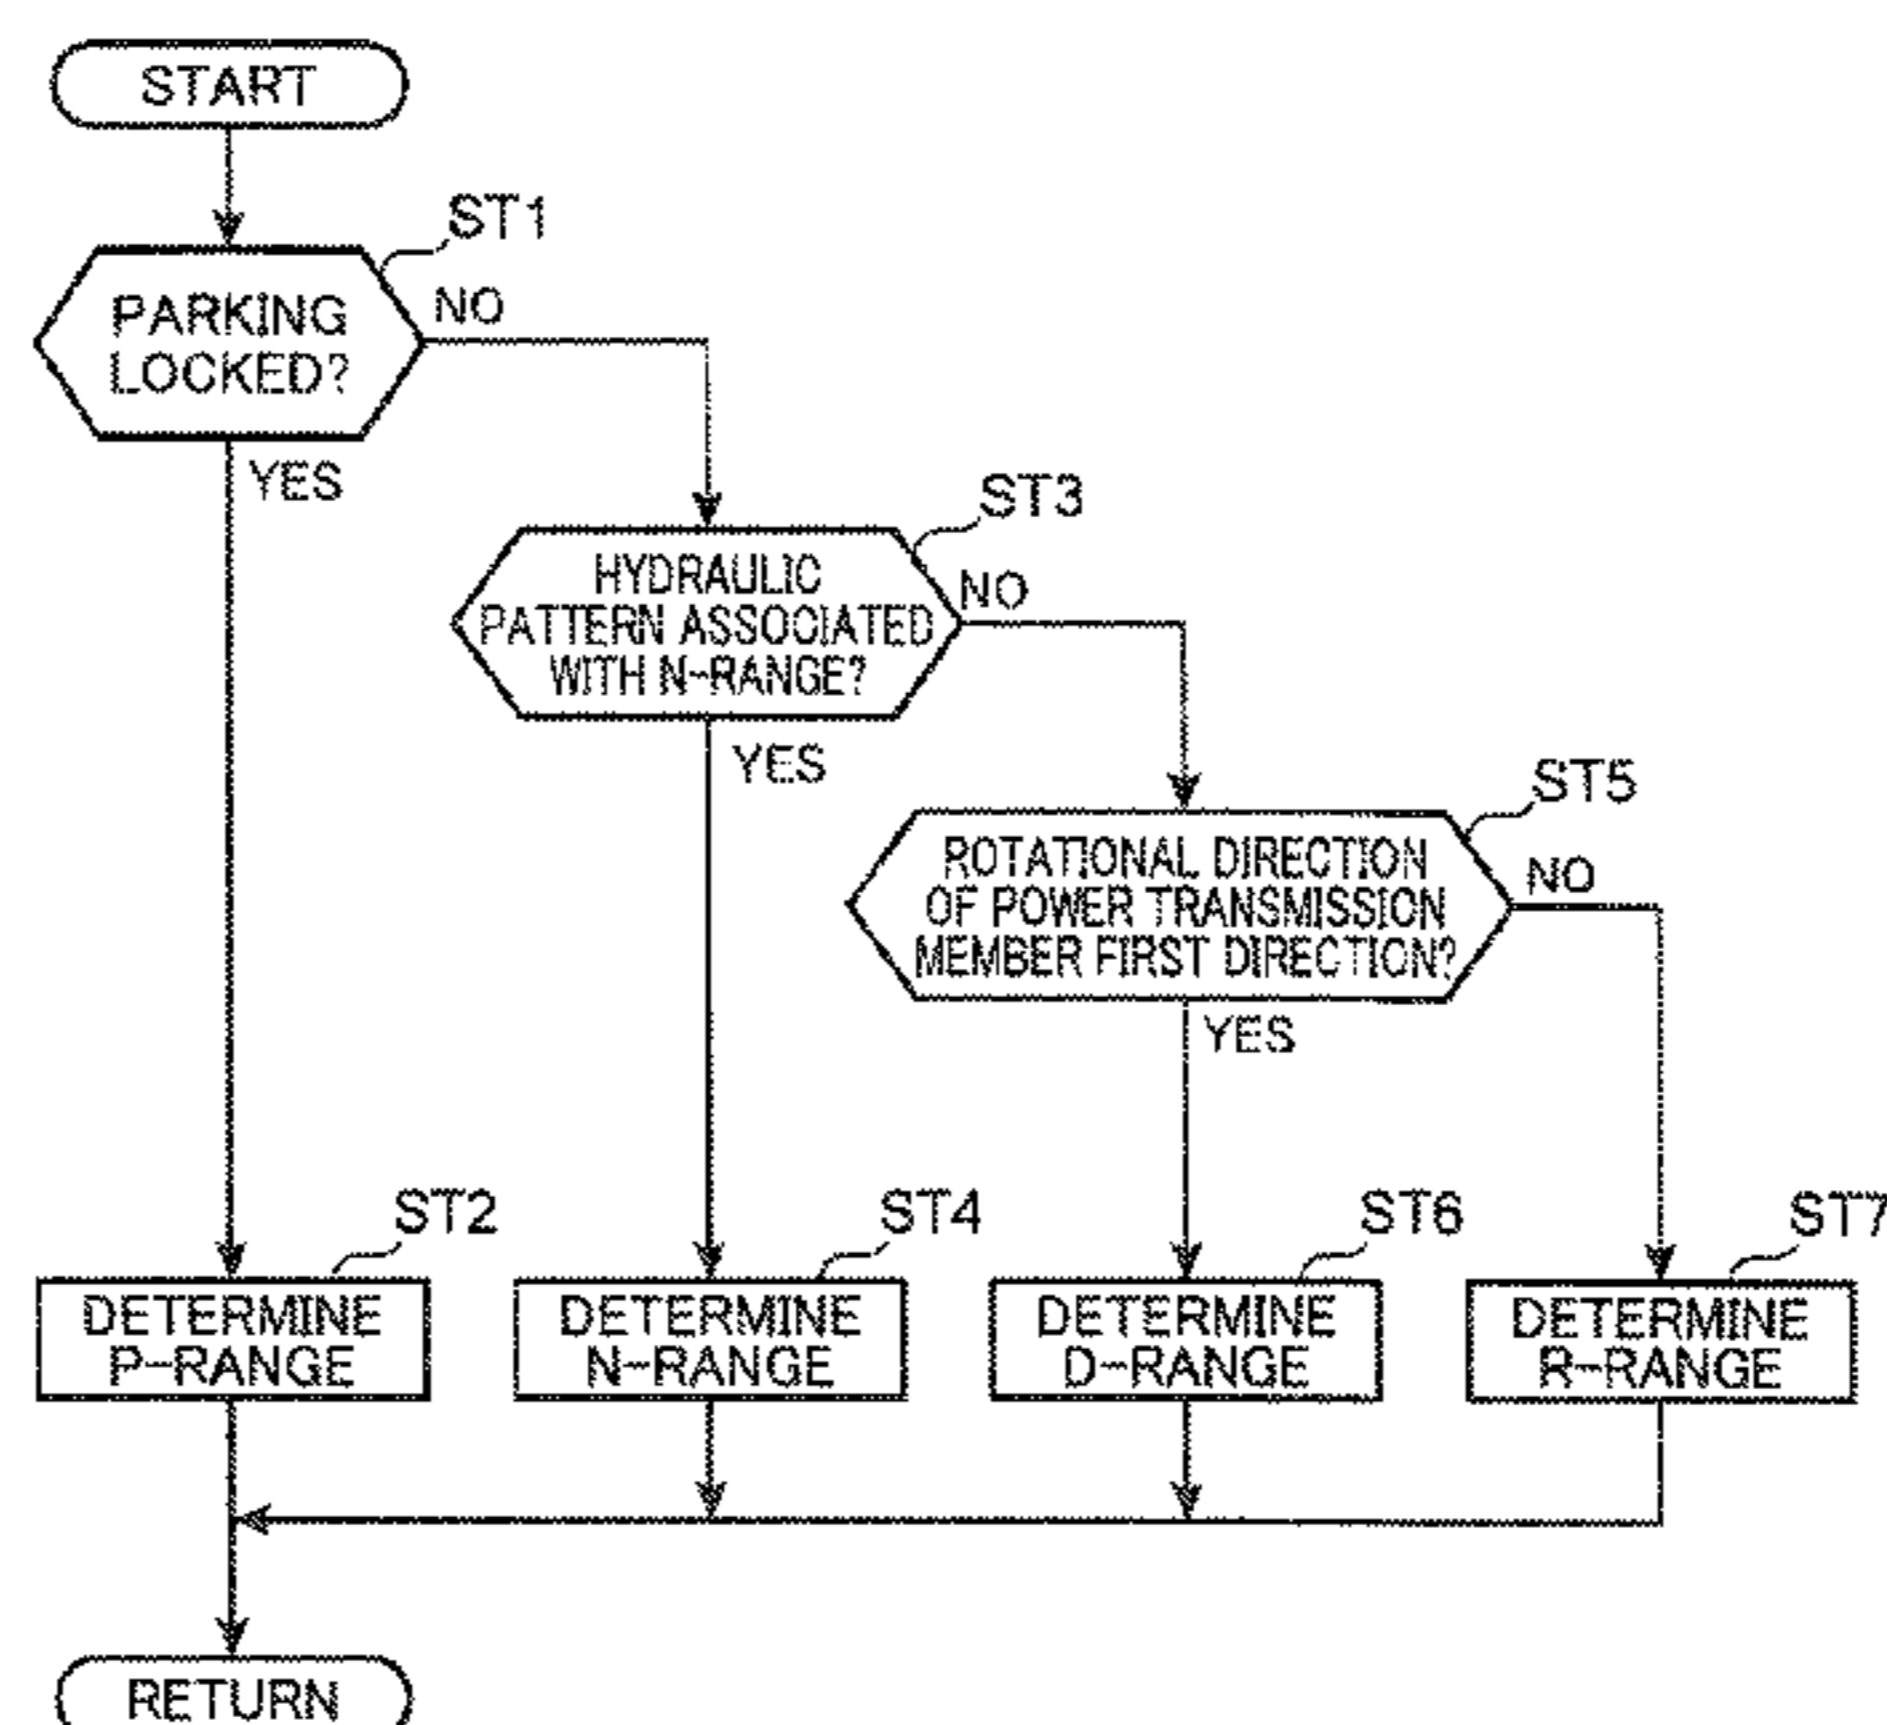 START
ST1
PARKING
LOCKED?
NO
YES
ST3
HYDRAULIC
PATTERN ASSOCIATED
WITH N-RANGE?
NO
YES
ST5
ROTATIONAL DIRECTION
OF POWER TRANSMISSION
MEMBER FIRST DIRECTION?
NO
YES
ST2
DETERMINE
P-RANGE
ST4
DETERMINE
N-RANGE
ST6
DETERMINE
D-RANGE
ST7
DETERMINE
R-RANGE
RETURN